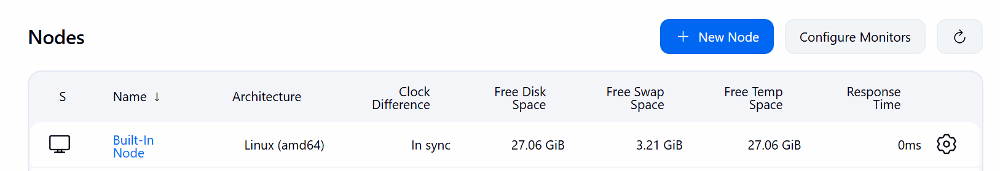 Nodes
+ New Node
Configure Monitors
S
Name ↓
Architecture
Clock
Difference
Free Disk
Space
Free Swap
Space
Free Temp
Space
Response
Time
Built-In
Node
Linux (amd64)
In sync
27.06 GiB
3.21 GiB
27.06 GiB
0ms